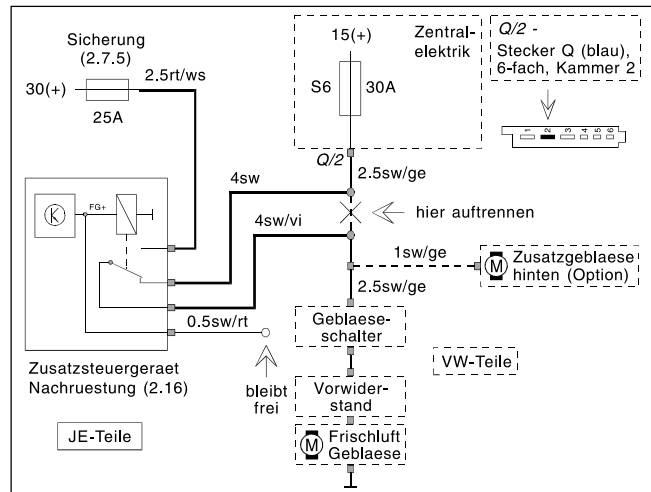 Sicherung
(2.7.5)
30(+)
2.5rt/ws
25A
15(+)
S6
30A
Zentral-
elektrik
Q/2 -
Stecker Q (blau),
6-fach, Kammer 2
1 2 3 4 5 6
Q/2
2.5sw/ge
4sw
hier auftrennen
4sw/vi
FG+
1sw/ge
M
Zusatzgeblaese
hinten (Option)
2.5sw/ge
0.5sw/rt
Geblaese-
schalter
bleibt
frei
VW-Teile
Zusatzsteuergeraet
Nachruestung (2.16)
Vorwider-
stand
JE-Teile
M
Frischluft
Geblaese